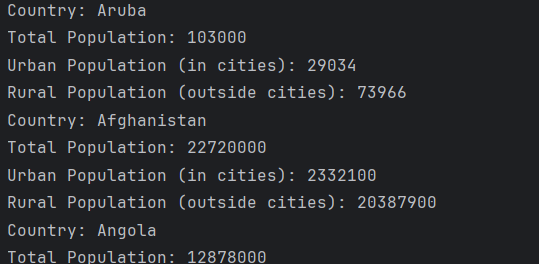 Country: Aruba
Total Population: 103000
Urban Population (in cities): 29034
Rural Population (outside cities): 73966
Country: Afghanistan
Total Population: 22720000
Urban Population (in cities): 2332100
Rural Population (outside cities): 20387900
Country: Angola
Total Population: 12878000